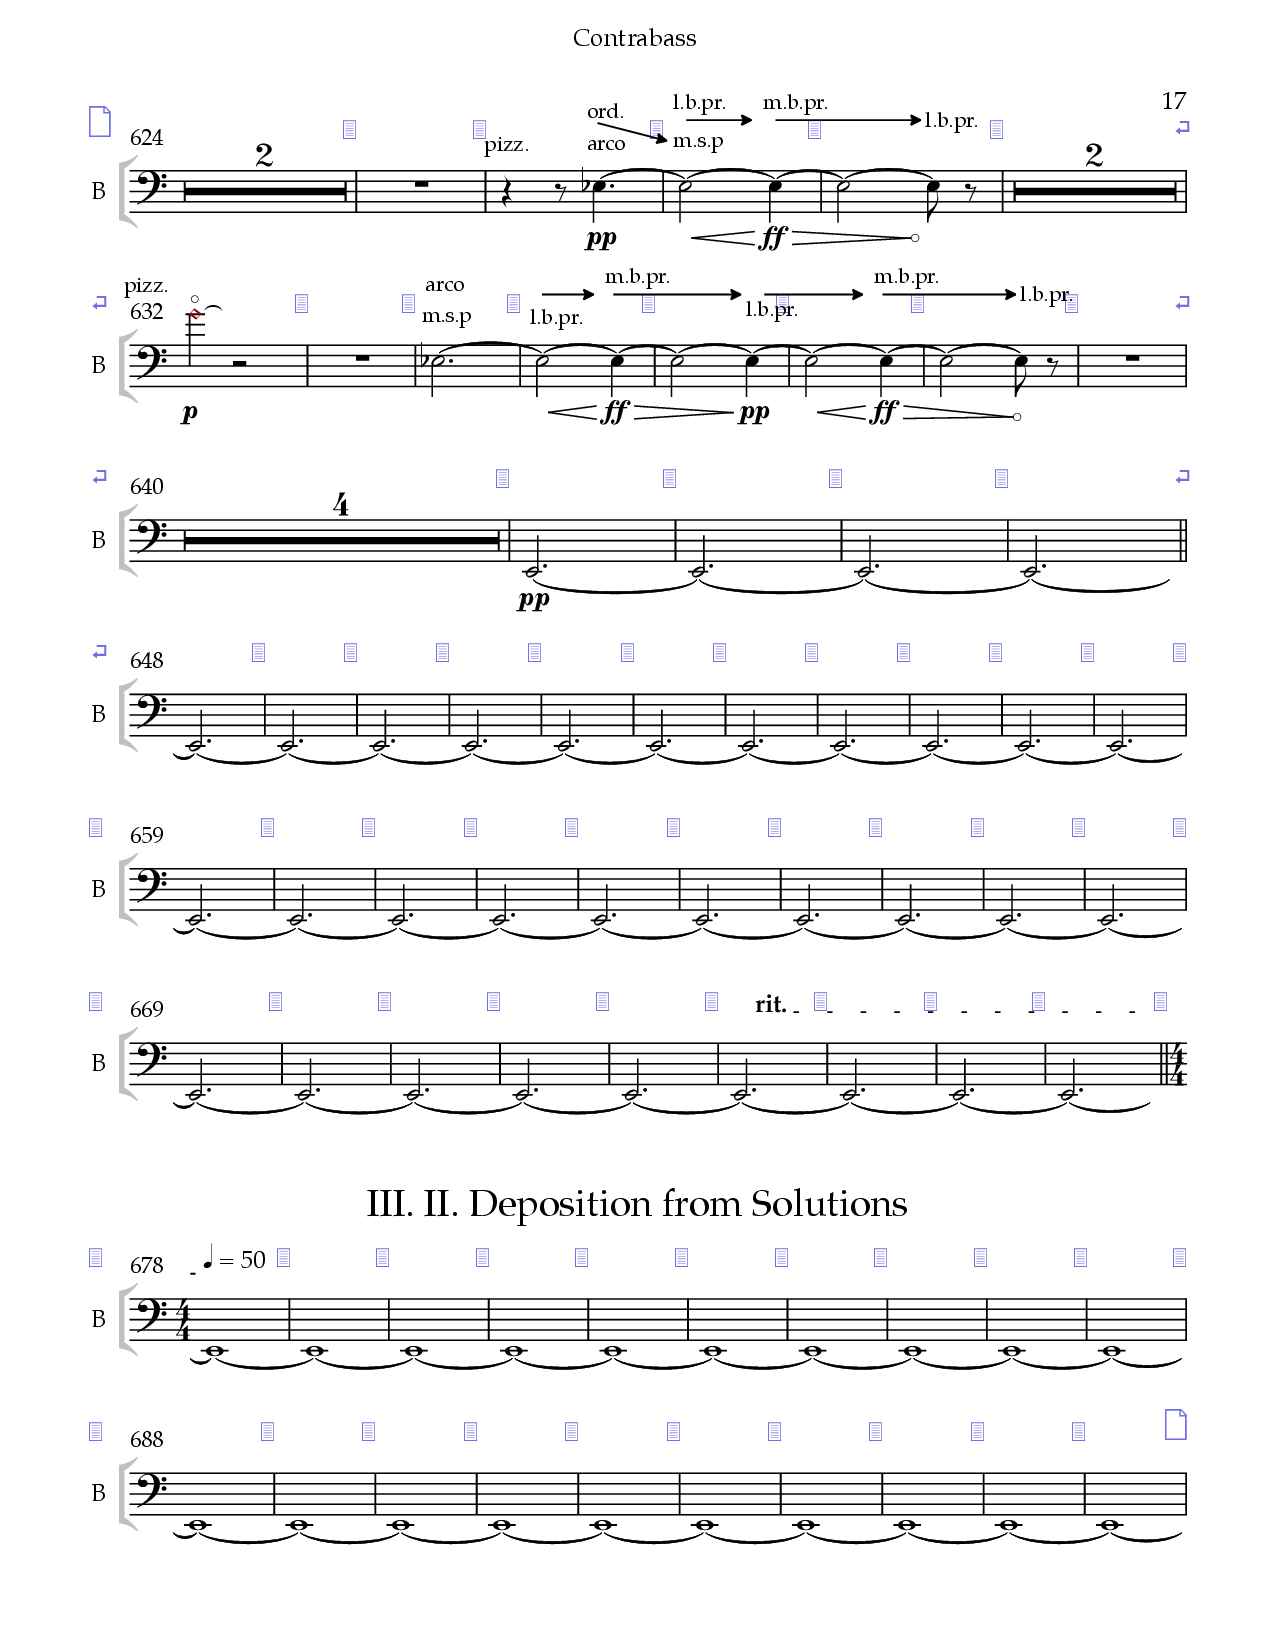 Contrabass
17
ord. l.b.pr. m.b.pr. l.b.pr.
624 2 pizz. arco m.s.p 2
B
pp ff
pizz. arco m.b.pr. m.b.pr. l.b.pr.
632 m.s.p l.b.pr. l.b.pr.
B
p ff pp ff
640 4
B
pp
648
B
659
B
669 rit.
B 4 4
III. II. Deposition from Solutions
678 = 50
B 4 4
688
B